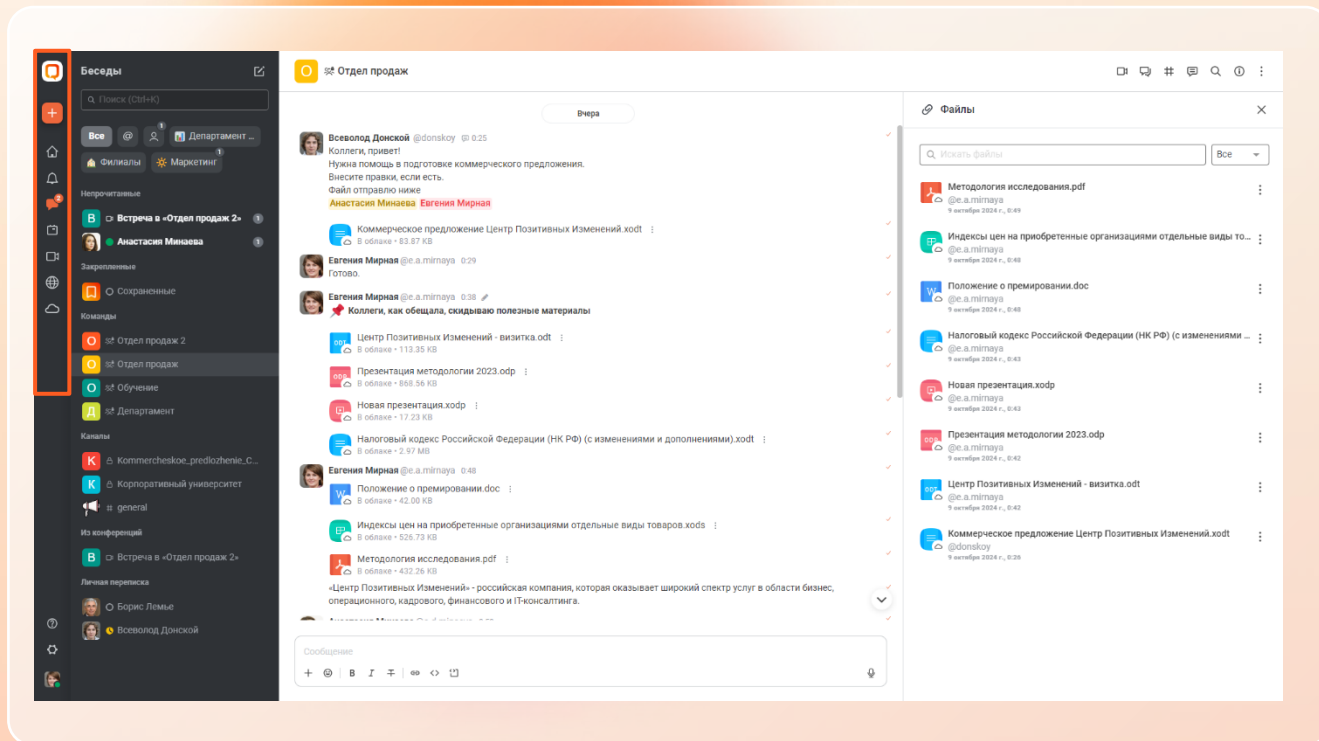 Беседы
Поиск (Ctrl+K)
Все @ 1 Департамент ...
Филиалы Маркетинг 1
2
Непрочитанные
В Встреча в «Отдел продаж 2» 1
Анастасия Минаева 1
Закрепленные
Сохраненные
Команды
О Отдел продаж 2
О Отдел продаж
О Обучение
Д Департамент
Каналы
K Kommercheskoe_predlozhenie_C...
К Корпоративный университет
# general
Из конференций
В Встреча в «Отдел продаж 2»
Личная переписка
Борис Лемье
Всеволод Донской
О Отдел продаж
Вчера
Всеволод Донской @donskoy 0:25
Коллеги, привет!
Нужна помощь в подготовке коммерческого предложения.
Внесите правки, если есть.
Файл отправлю ниже
Анастасия Минаева Евгения Мирная
Коммерческое предложение Центр Позитивных Изменений.xodt
В облаке • 83.87 KB
Евгения Мирная @e.a.mirnaya 0:29
Готово.
Евгения Мирная @e.a.mirnaya 0:38
Коллеги, как обещала, скидываю полезные материалы
ODT Центр Позитивных Изменений - визитка.odt
В облаке • 113.35 KB
ODS Презентация методологии 2023.odp
В облаке • 868.56 KB
Новая презентация.xodp
В облаке • 17.23 KB
Налоговый кодекс Российской Федерации (НК РФ) (с изменениями и дополнениями).xodt
В облаке • 2.97 MB
Евгения Мирная @e.a.mirnaya 0:48
W Положение о премировании.doc
В облаке • 42.00 KB
Индексы цен на приобретенные организациями отдельные виды товаров.xods
В облаке • 526.73 KB
Методология исследования.pdf
В облаке • 432.26 KB
«Центр Позитивных Изменений» - российская компания, которая оказывает широкий спектр услуг в области бизнес,
операционного, кадрового, финансового и IT-консалтинга.
Сообщение
B I T
Файлы
Искать файлы Все
Методология исследования.pdf
@e.a.mirnaya
9 октября 2024 г., 0:49
Индексы цен на приобретенные организациями отдельные виды то...
@e.a.mirnaya
9 октября 2024 г., 0:48
W Положение о премировании.doc
@e.a.mirnaya
9 октября 2024 г., 0:48
Налоговый кодекс Российской Федерации (НК РФ) (с изменениями ...
@e.a.mirnaya
9 октября 2024 г., 0:43
Новая презентация.xodp
@e.a.mirnaya
9 октября 2024 г., 0:43
ODS Презентация методологии 2023.odp
@e.a.mirnaya
9 октября 2024 г., 0:42
ODT Центр Позитивных Изменений - визитка.odt
@e.a.mirnaya
9 октября 2024 г., 0:42
Коммерческое предложение Центр Позитивных Изменений.xodt
@donskoy
9 октября 2024 г., 0:26